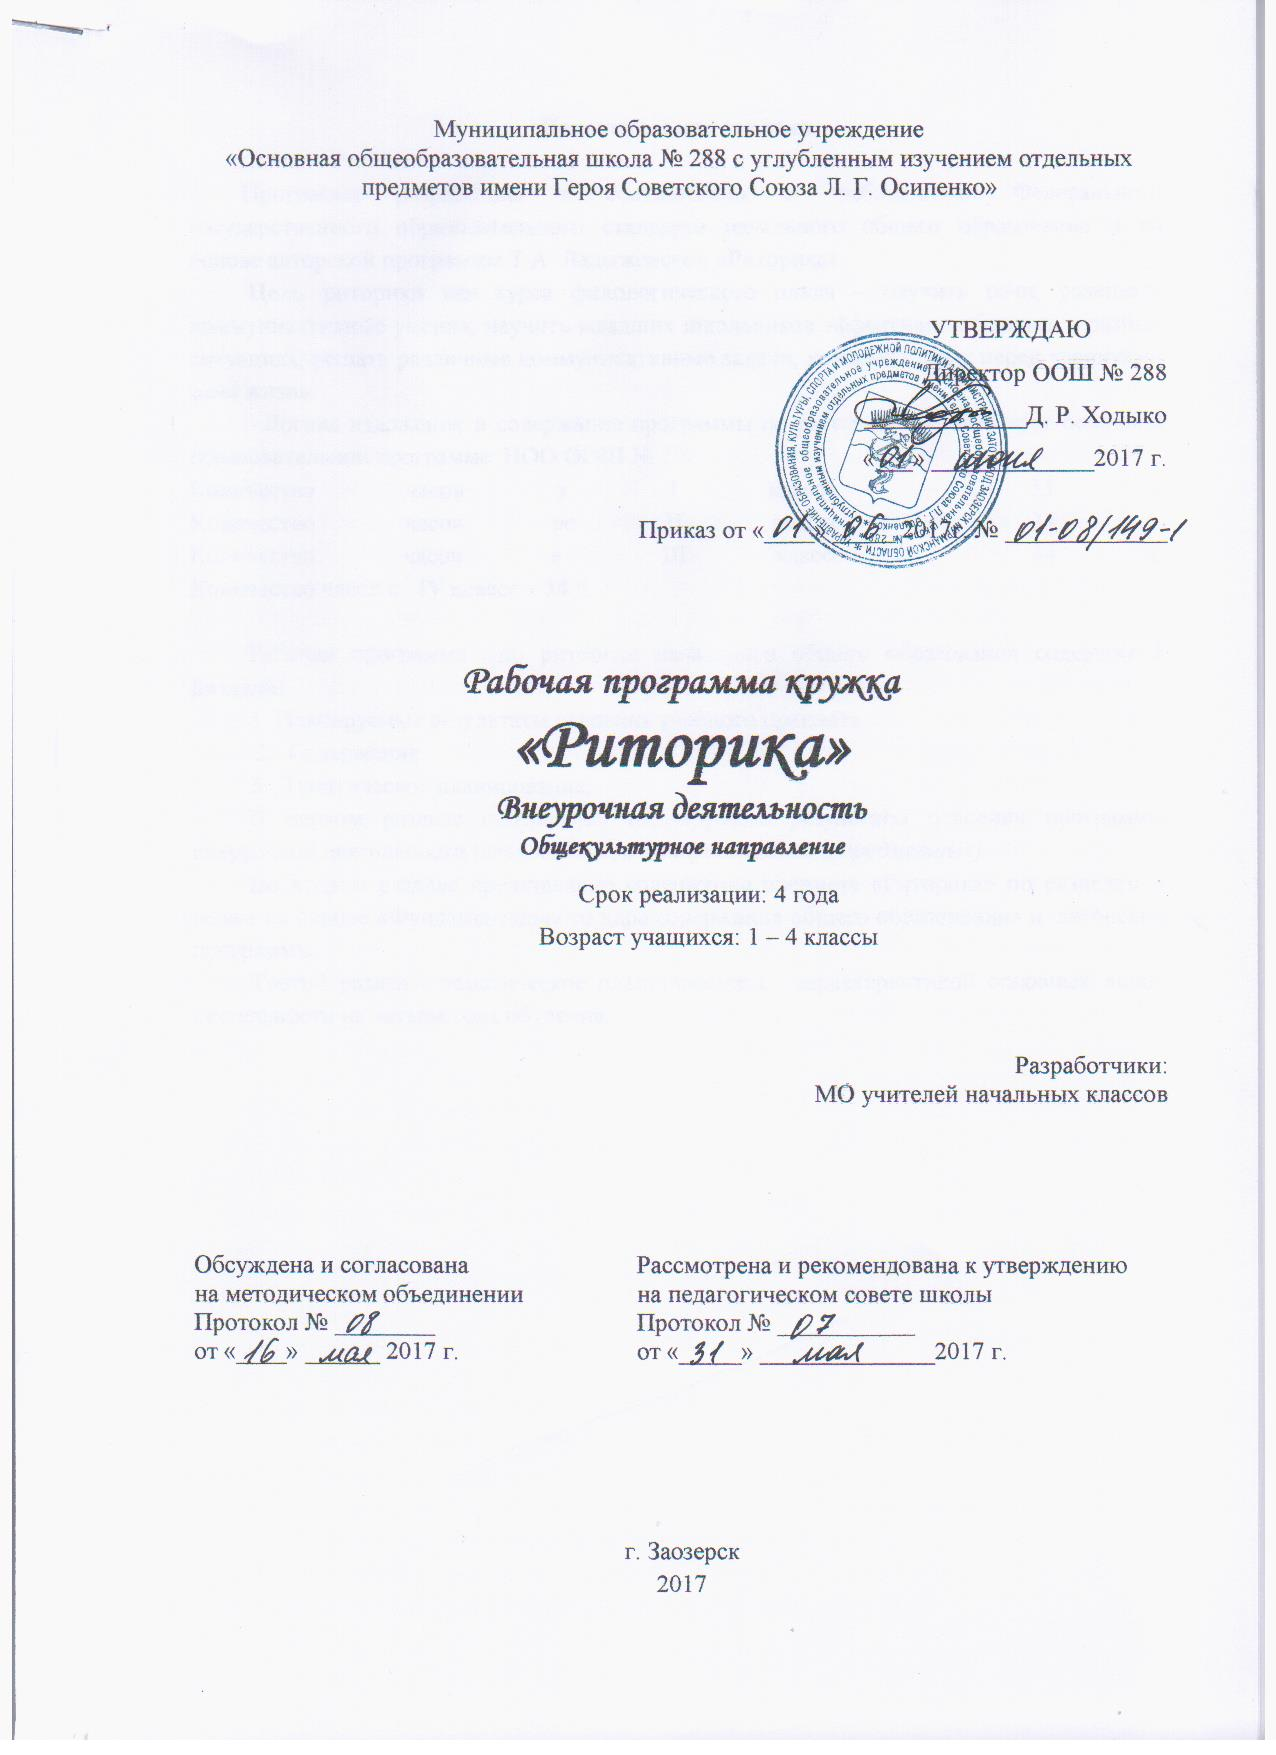 Муниципальное образовательное учреждение
«Основная общеобразовательная школа № 288 с углубленным изучением отдельных
предметов имени Героя Советского Союза Л. Г. Осипенко»
УТВЕРЖДАЮ
Директор ООШ № 288
Д. Р. Ходыко
«01» июня 2017 г.
Приказ от «01» 06 2017г. № 01-08/149-1
Рабочая программа кружка
«Риторика»
Внеурочная деятельность
Общекультурное направление
Срок реализации: 4 года
Возраст учащихся: 1 – 4 классы
Разработчики:
МО учителей начальных классов
Обсуждена и согласована
на методическом объединении
Протокол № 08
от «16» мая 2017 г.
Рассмотрена и рекомендована к утверждению
на педагогическом совете школы
Протокол № 07
от «31» мая 2017 г.
г. Заозерск
2017